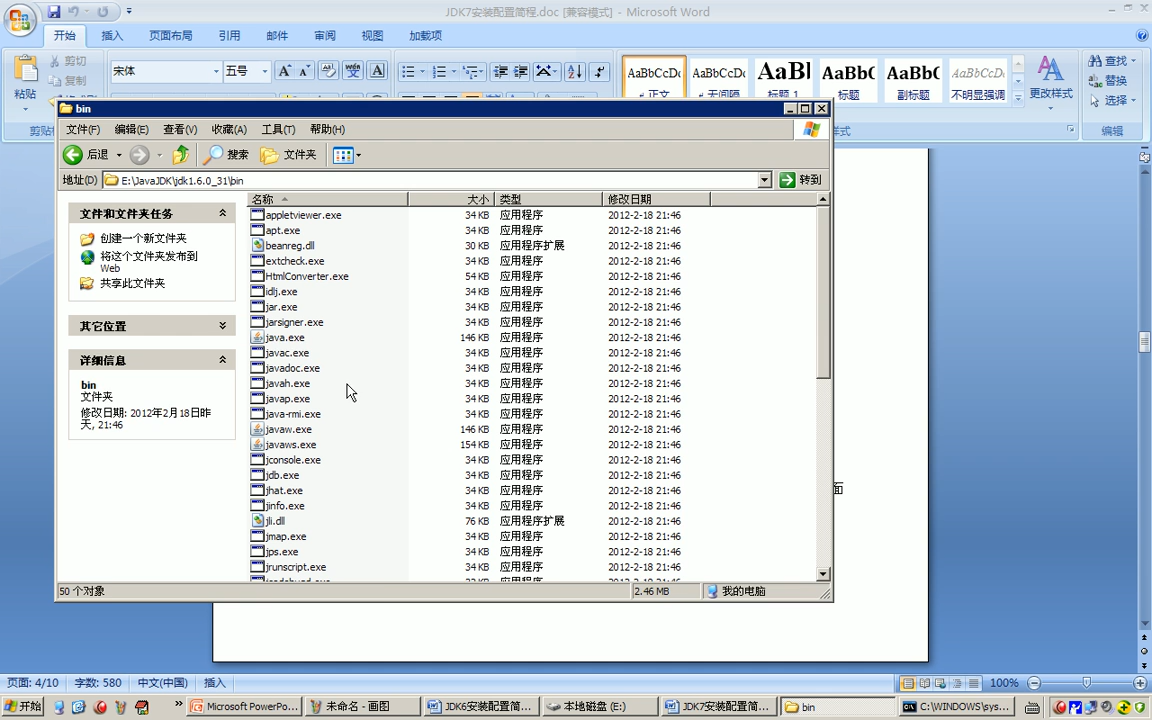 JDK7安装配置简程.doc [兼容模式] - Microsoft Word
开始 插入 页面布局 引用 邮件 审阅 视图 加载项
粘贴
剪切
复制
宋体 五号
AaBbCcDc
正文
AaBbCcDc
无间隔
AaBl
标题 1
AaBbC
标题
AaBbC
副标题
AaBbCcDc
不明显强调
更改样式
查找
替换
选择
编辑
bin
文件(F) 编辑(E) 查看(V) 收藏(A) 工具(T) 帮助(H)
后退 搜索 文件夹
地址(D) E:\JavaJDK\jdk1.6.0_31\bin 转到
文件和文件夹任务
创建一个新文件夹
将这个文件夹发布到
Web
共享此文件夹
其它位置
详细信息
bin
文件夹
修改日期: 2012年2月18日昨
天, 21:46
名称 大小 类型 修改日期
appletviewer.exe 34 KB 应用程序 2012-2-18 21:46
apt.exe 34 KB 应用程序 2012-2-18 21:46
beanreg.dll 30 KB 应用程序扩展 2012-2-18 21:46
extcheck.exe 34 KB 应用程序 2012-2-18 21:46
HtmlConverter.exe 54 KB 应用程序 2012-2-18 21:46
idlj.exe 34 KB 应用程序 2012-2-18 21:46
jar.exe 34 KB 应用程序 2012-2-18 21:46
jarsigner.exe 34 KB 应用程序 2012-2-18 21:46
java.exe 146 KB 应用程序 2012-2-18 21:46
javac.exe 34 KB 应用程序 2012-2-18 21:46
javadoc.exe 34 KB 应用程序 2012-2-18 21:46
javah.exe 34 KB 应用程序 2012-2-18 21:46
javap.exe 34 KB 应用程序 2012-2-18 21:46
java-rmi.exe 34 KB 应用程序 2012-2-18 21:46
javaw.exe 146 KB 应用程序 2012-2-18 21:46
javaws.exe 154 KB 应用程序 2012-2-18 21:46
jconsole.exe 34 KB 应用程序 2012-2-18 21:46
jdb.exe 34 KB 应用程序 2012-2-18 21:46
jhat.exe 34 KB 应用程序 2012-2-18 21:46
jinfo.exe 34 KB 应用程序 2012-2-18 21:46
jli.dll 76 KB 应用程序扩展 2012-2-18 21:46
jmap.exe 34 KB 应用程序 2012-2-18 21:46
jps.exe 34 KB 应用程序 2012-2-18 21:46
jrunscript.exe 34 KB 应用程序 2012-2-18 21:46
面
50 个对象 2.46 MB 我的电脑
页面: 4/10 字数: 580 中文(中国) 插入 100%
开始 Microsoft PowerPo... 未命名 - 画图 JDK6安装配置简... 本地磁盘 (E:) JDK7安装配置简... bin C:\WINDOWS\sys...